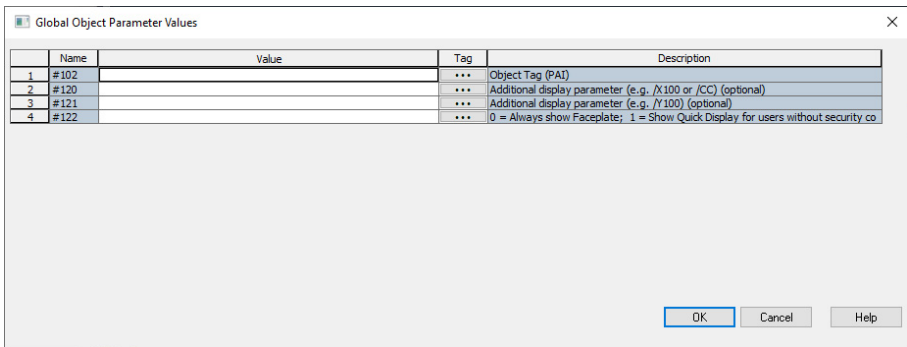 Global Object Parameter Values
Name Value Tag Description
1 #102 ... Object Tag (PAI)
2 #120 ... Additional display parameter (e.g. /X100 or /CC) (optional)
3 #121 ... Additional display parameter (e.g. /Y100) (optional)
4 #122 ... 0 = Always show Faceplate; 1 = Show Quick Display for users without security co
OK Cancel Help